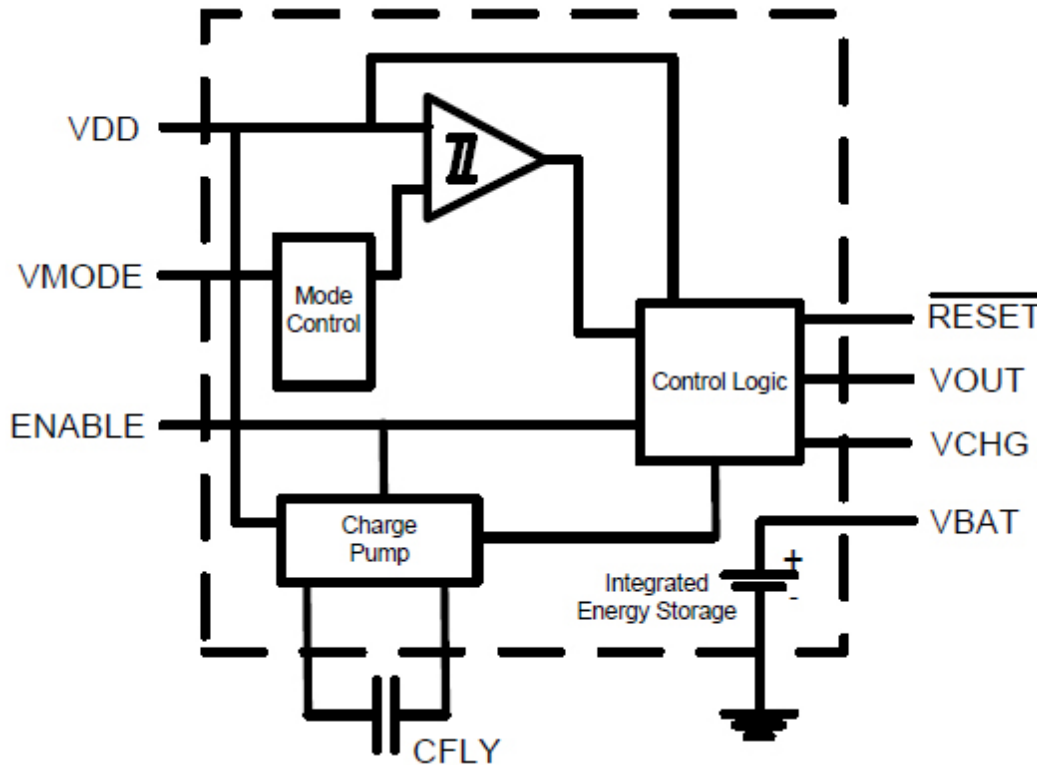 VDD
VMODE
Mode
Control
ENABLE
Charge
Pump
CFLY
Control Logic
RESET
VOUT
VCHG
VBAT
Integrated
Energy Storage
+
-